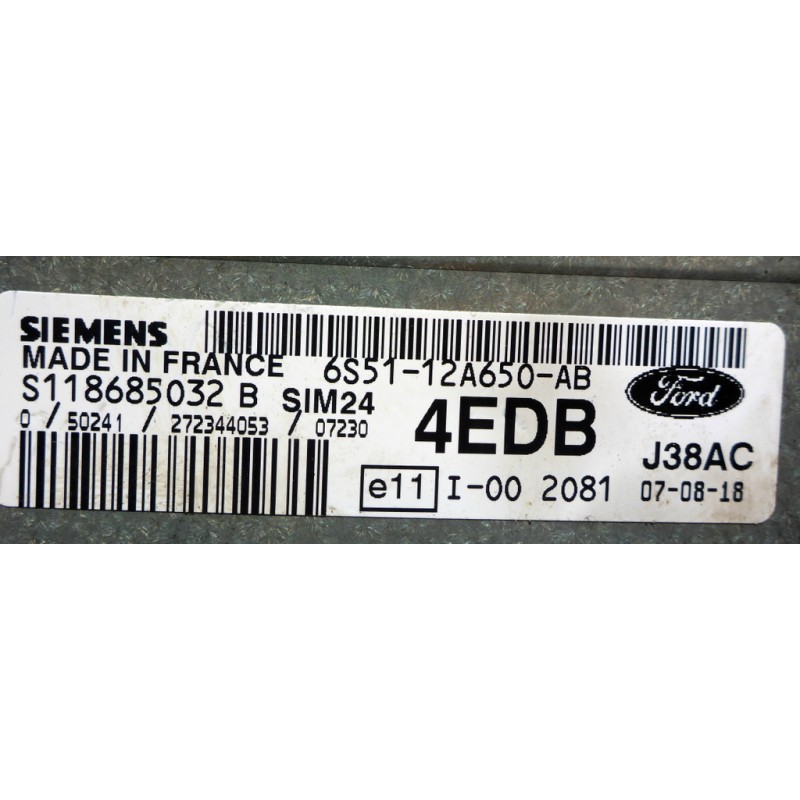 SIEMENS
MADE IN FRANCE
6S51-12A650-AB
S118685032 B SIM24
0 / 50241 / 272344053 / 07230
4EDB
Ford
J38AC
e11 I-00 2081 07-08-18